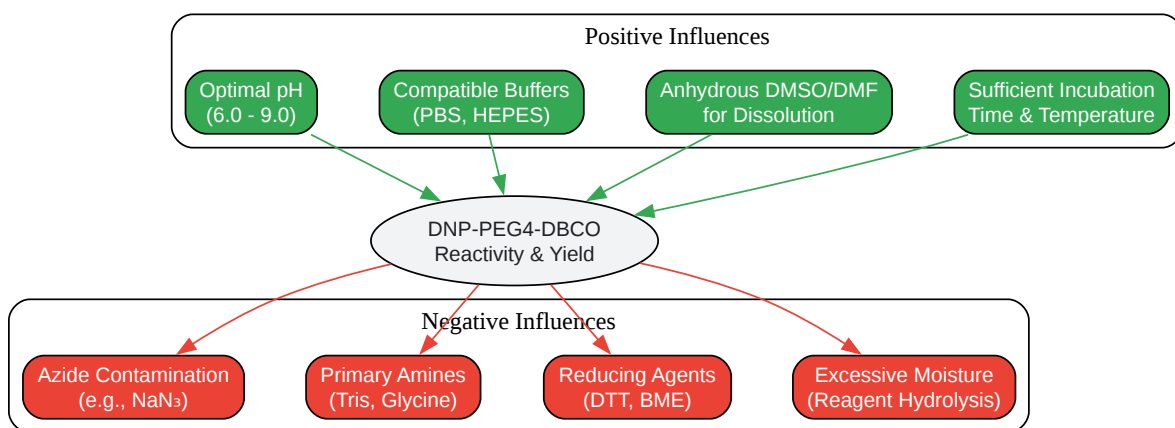 Positive Influences
Optimal pH
(6.0 - 9.0)
Compatible Buffers
(PBS, HEPES)
Anhydrous DMSO/DMF
for Dissolution
Sufficient Incubation
Time & Temperature
DNP-PEG4-DBCO
Reactivity & Yield
Negative Influences
Azide Contamination
(e.g., NaN₃)
Primary Amines
(Tris, Glycine)
Reducing Agents
(DTT, BME)
Excessive Moisture
(Reagent Hydrolysis)